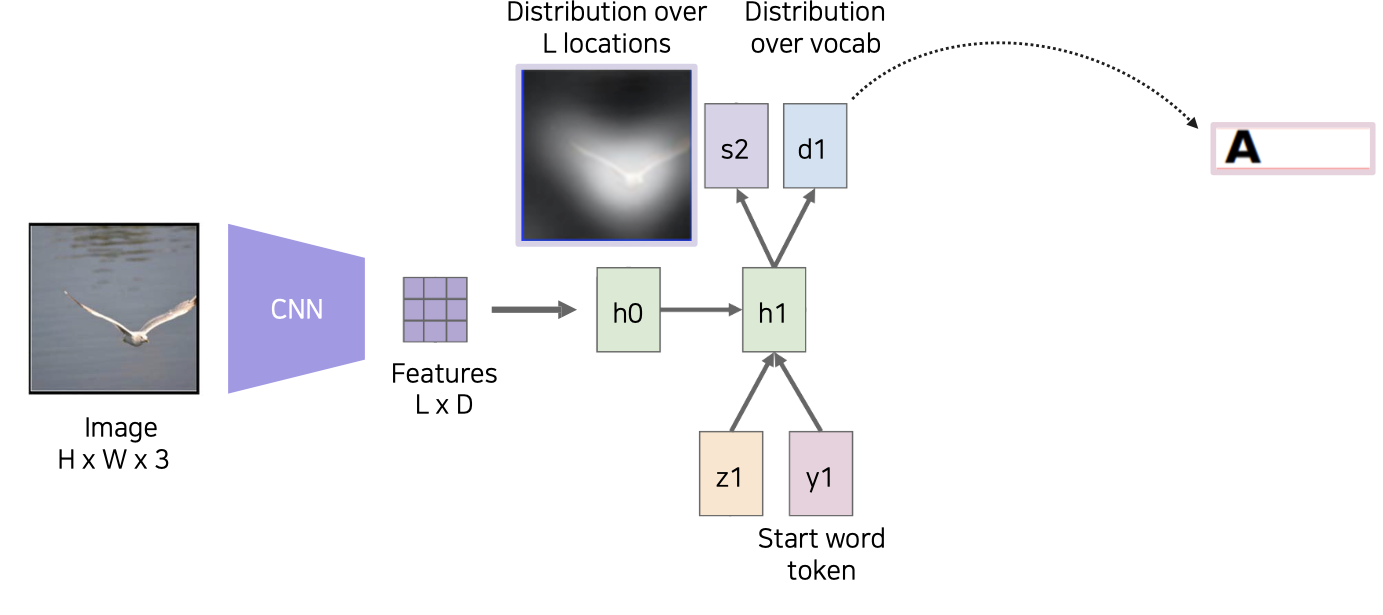 Distribution over
L locations
Distribution
over vocab
s2
d1
A
CNN
h0
h1
Features
L x D
Image
H x W x 3
z1
y1
Start word
token